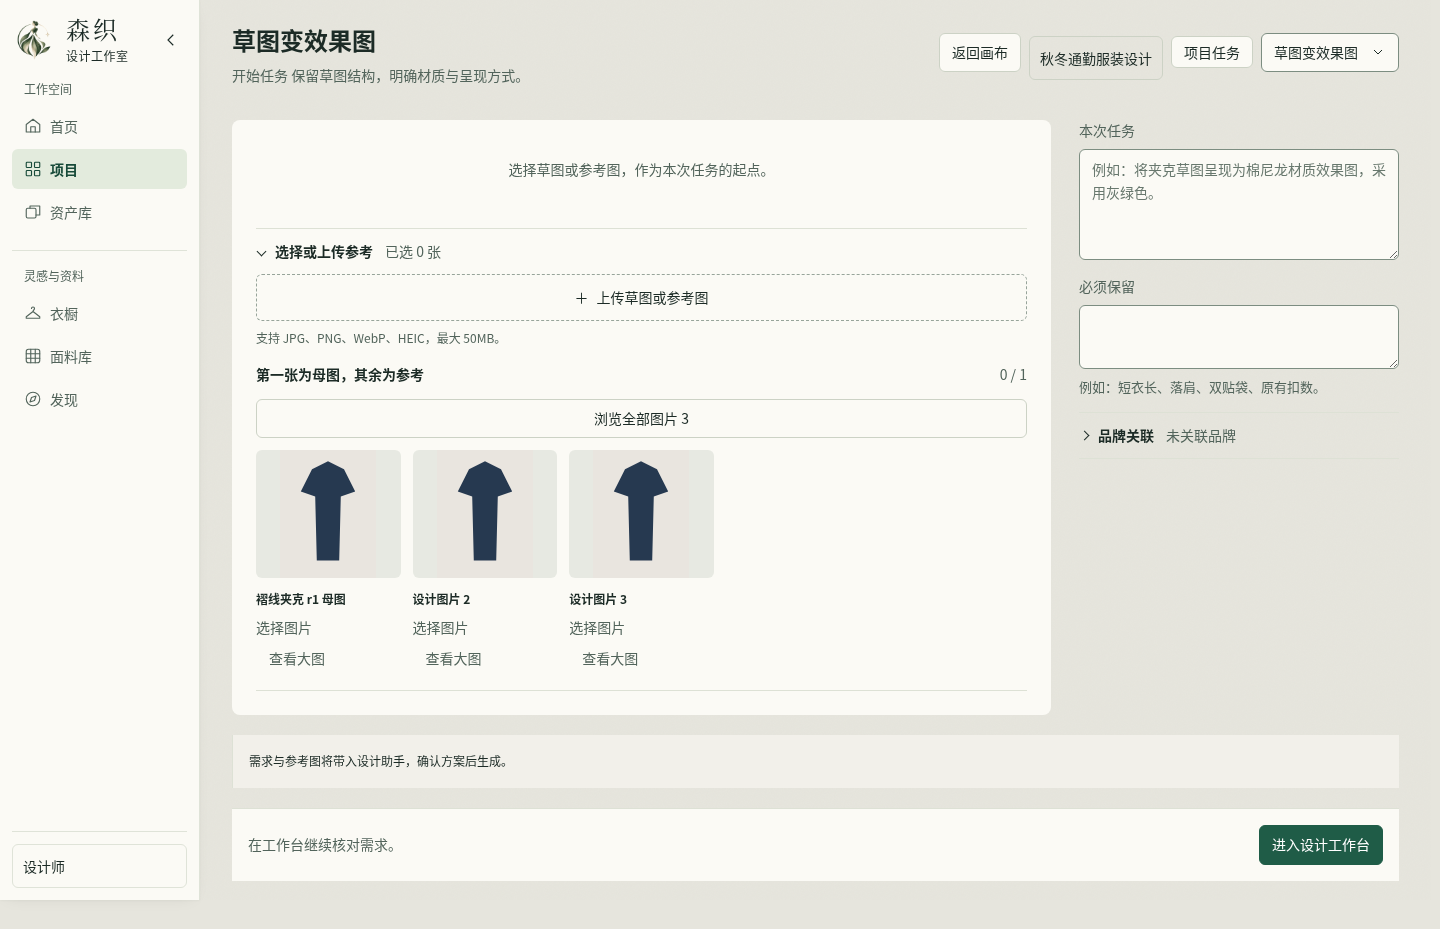 森织
设计工作室
工作空间
首页
项目
资产库
灵感与资料
衣橱
面料库
发现
设计师
草图变效果图
开始任务 保留草图结构，明确材质与呈现方式。
返回画布
秋冬通勤服装设计
项目任务
草图变效果图
选择草图或参考图，作为本次任务的起点。
选择或上传参考 已选 0 张
＋ 上传草图或参考图
支持 JPG、PNG、WebP、HEIC，最大 50MB。
第一张为母图，其余为参考 0 / 1
浏览全部图片 3
褶线夹克 r1 母图
选择图片
查看大图
设计图片 2
选择图片
查看大图
设计图片 3
选择图片
查看大图
本次任务
例如：将夹克草图呈现为棉尼龙材质效果图，采
用灰绿色。
必须保留
例如：短衣长、落肩、双贴袋、原有扣数。
品牌关联 未关联品牌
需求与参考图将带入设计助手，确认方案后生成。
在工作台继续核对需求。
进入设计工作台